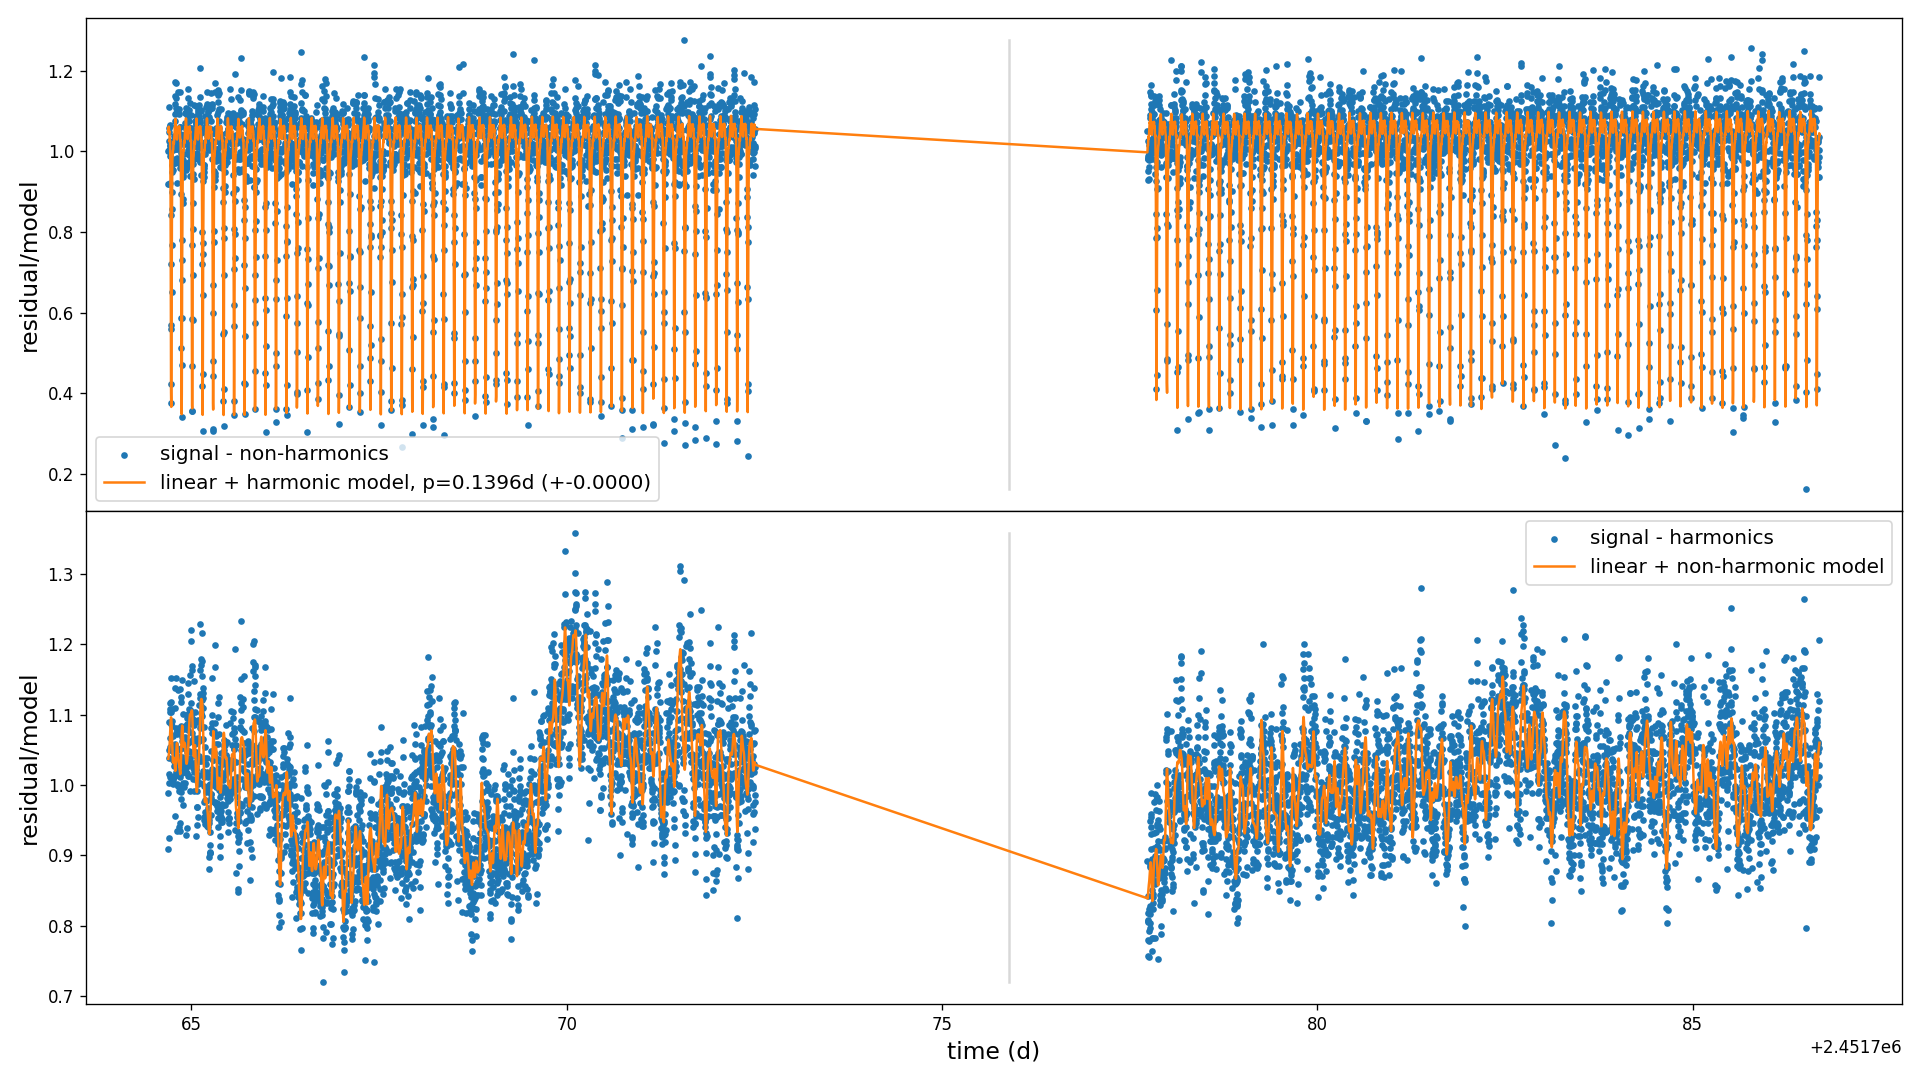 1.2
1.0
0.8
0.6
0.4
0.2
residual/model
signal - non-harmonics
linear + harmonic model, p=0.1396d (+-0.0000)
signal - harmonics
linear + non-harmonic model
1.3
1.2
1.1
1.0
0.9
0.8
0.7
residual/model
65
70
75
80
85
time (d)
+2.4517e6